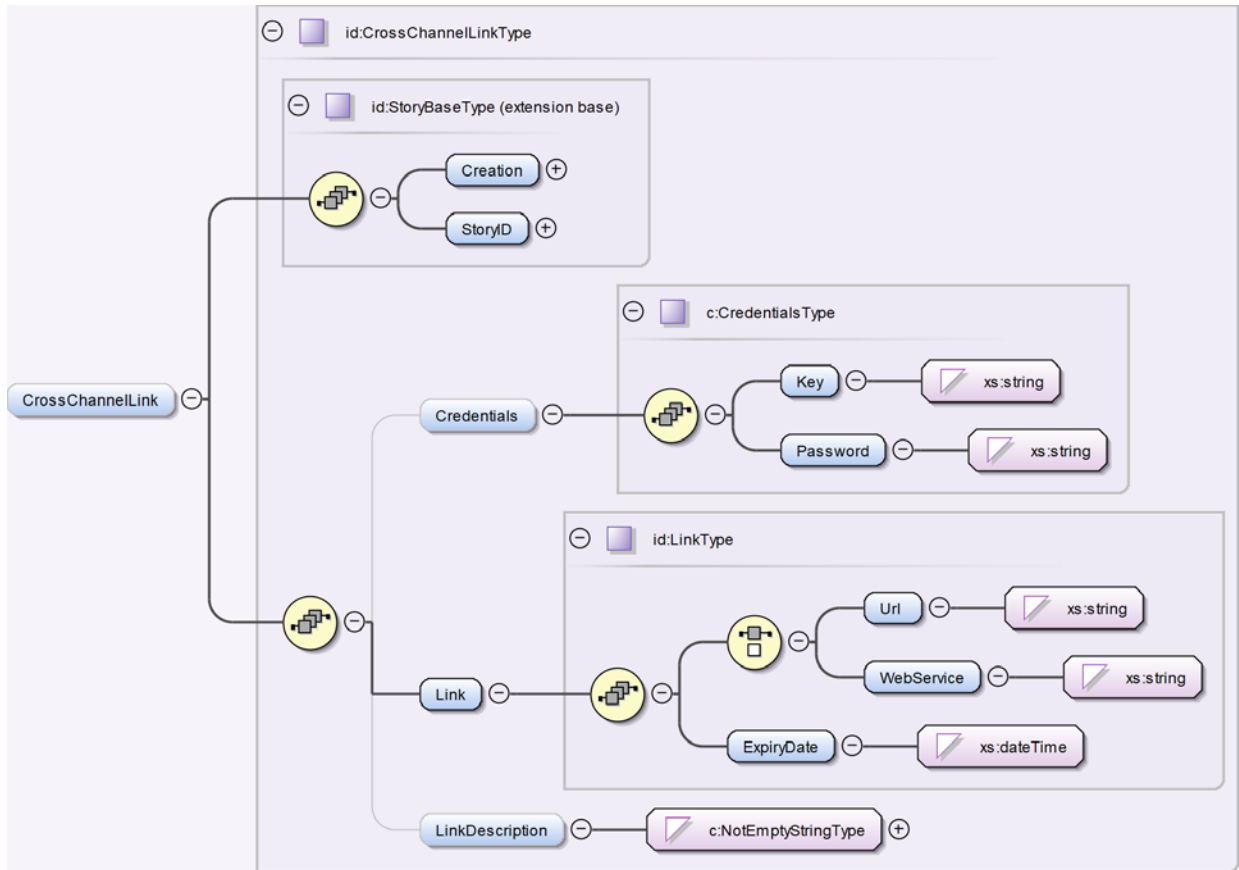 id:CrossChannelLinkType
id:StoryBaseType (extension base)
Creation
StoryID
c:CredentialsType
Key
xs:string
CrossChannelLink
Credentials
Password
xs:string
id:LinkType
Url
xs:string
WebService
xs:string
Link
ExpiryDate
xs:dateTime
LinkDescription
c:NotEmptyStringType